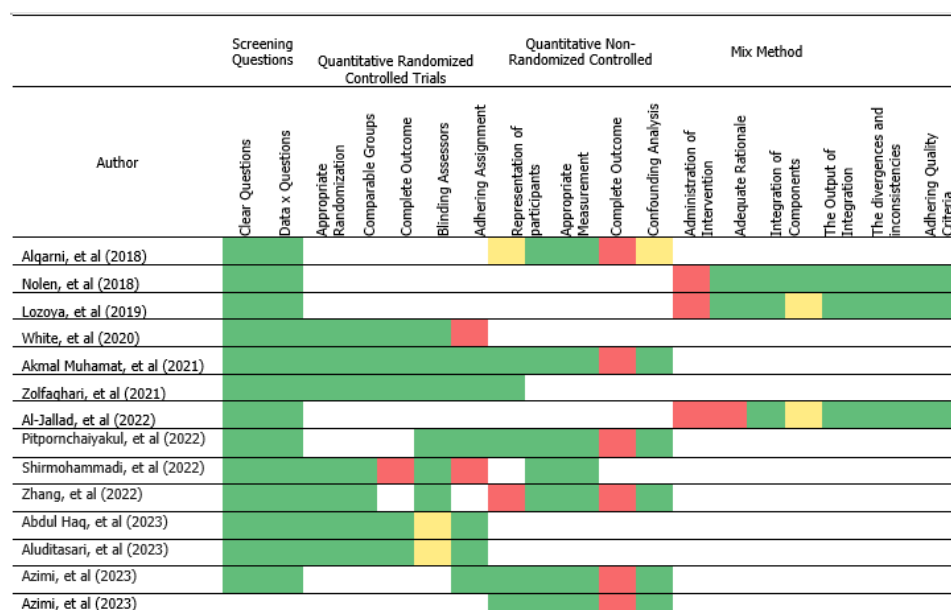 Screening
Questions
Quantitative Randomized
Controlled Trials
Quantitative Non-
Randomized Controlled
Mix Method
Author
Clear Questions
Data x Questions
Appropriate
Randomization
Comparable Groups
Complete Outcome
Blinding Assessors
Adhering Assignment
Representation of
participants
Appropriate
Measurement
Complete Outcome
Confounding Analysis
Administration of
Intervention
Adequate Rationale
Integration of
Components
The Output of
Integration
The divergences and
inconsistencies
Adhering Quality
Criteria
Alqarni, et al (2018)
Nolen, et al (2018)
Lozoya, et al (2019)
White, et al (2020)
Akmal Muhamat, et al (2021)
Zolfaghari, et al (2021)
Al-Jallad, et al (2022)
Pitpornchaiyakul, et al (2022)
Shirmohammadi, et al (2022)
Zhang, et al (2022)
Abdul Haq, et al (2023)
Aluditasari, et al (2023)
Azimi, et al (2023)
Azimi, et al (2023)